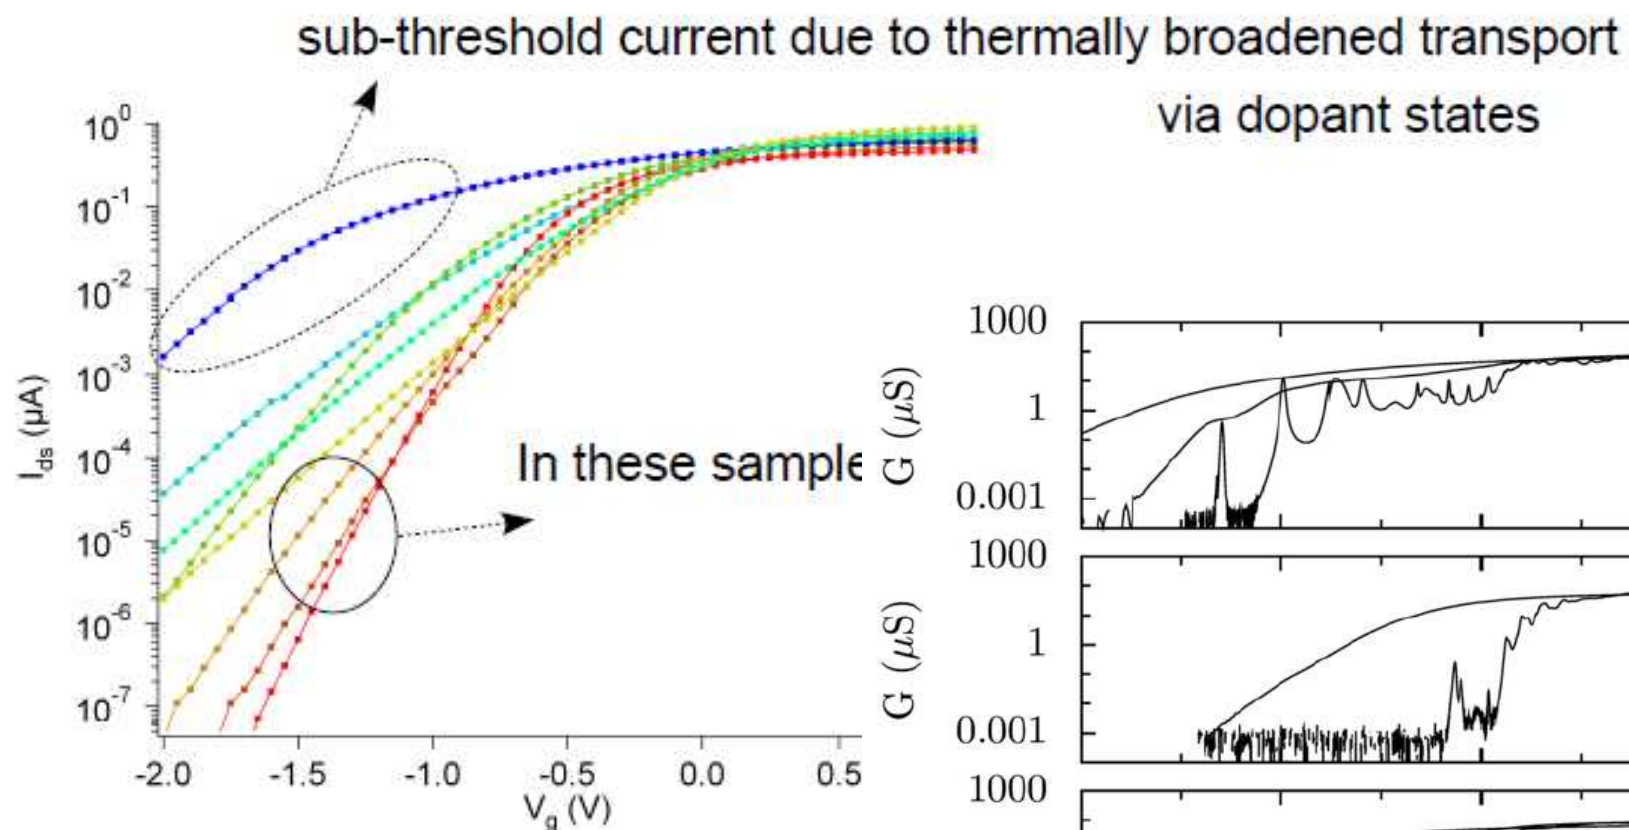 sub-threshold current due to thermally broadened transport
via dopant states
10^0
10^-1
10^-2
10^-3
10^-4
10^-5
10^-6
10^-7
I_ds (µA)
-2.0 -1.5 -1.0 -0.5 0.0 0.5
V_g (V)
In these sample
1000
1
0.001
G (µS)
1000
1
0.001
G (µS)
1000